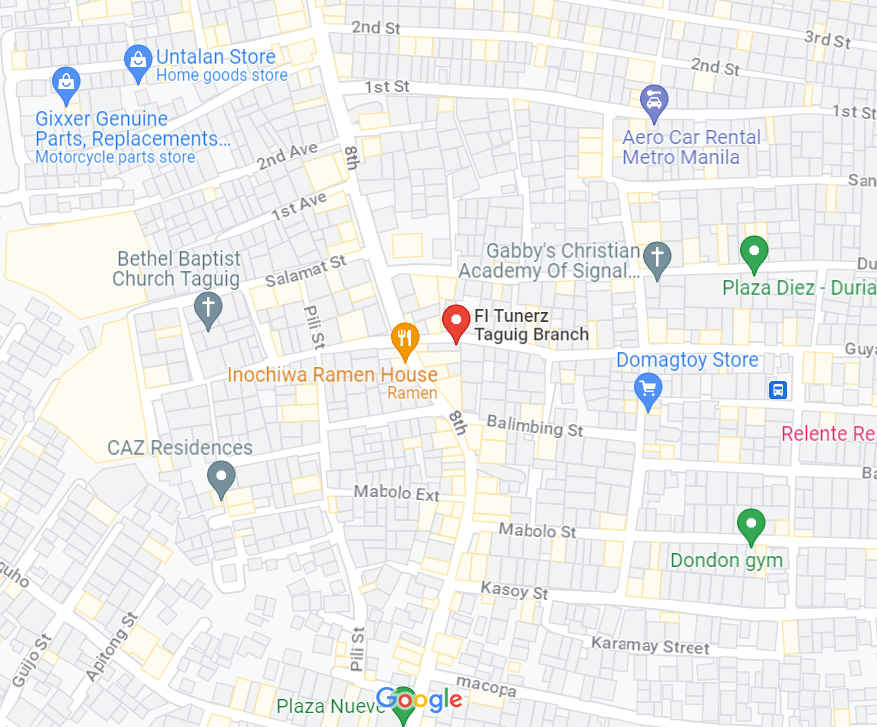 2nd St
3rd St
Untalan Store
Home goods store
2nd St
1st St
1st St
Gixxer Genuine
Parts, Replacements...
Motorcycle parts store
Aero Car Rental
Metro Manila
2nd Ave
8th
San
1st Ave
Bethel Baptist
Church Taguig
Salamat St
Gabby's Christian
Academy Of Signal...
Du
Plaza Diez - Duria
Pili St
FI Tunerz
Taguig Branch
Guya
Domagtoy Store
Inochiwa Ramen House
Ramen
8th
Balimbing St
Relente Re
CAZ Residences
Ba
Mabolo Ext
Mabolo St
Dondon gym
guho
Kasoy St
Guijo St
Apitong St
Pili St
Karamay Street
macopa
Plaza Nueve
Google